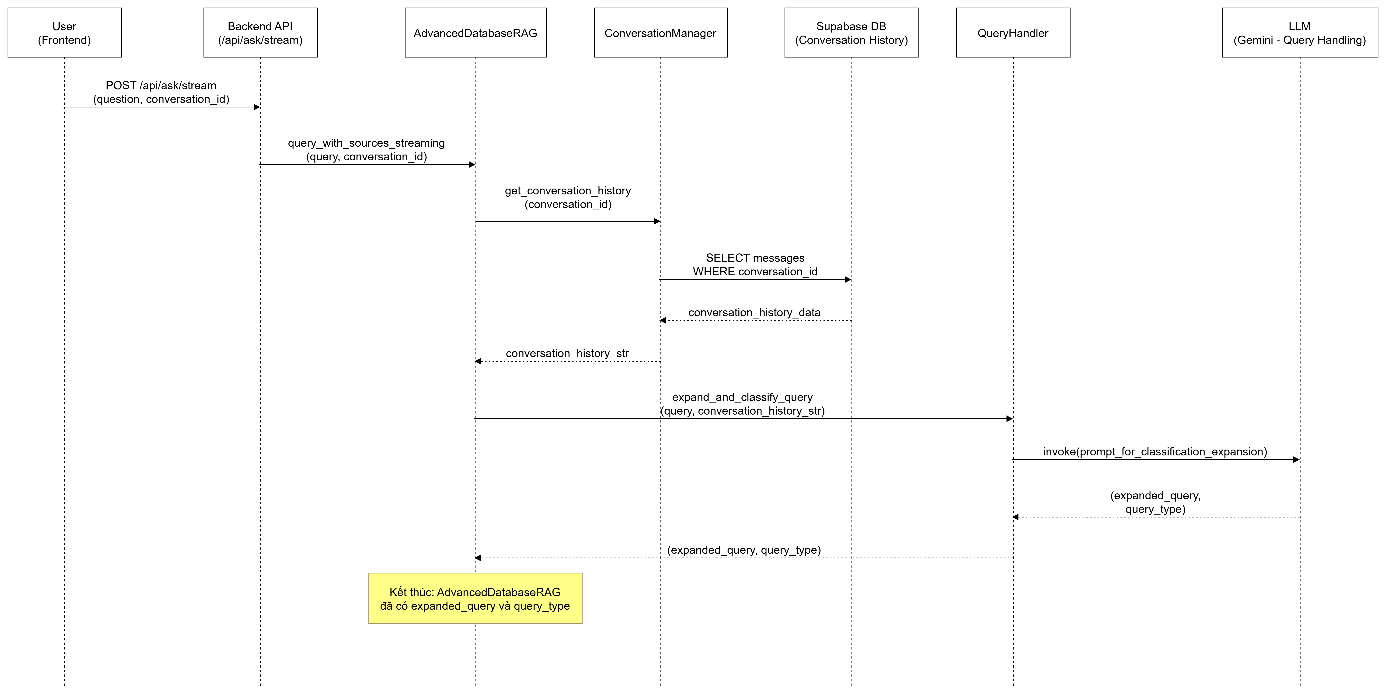 User
(Frontend)
Backend API
(/api/ask/stream)
AdvancedDatabaseRAG
ConversationManager
Supabase DB
(Conversation History)
QueryHandler
LLM
(Gemini - Query Handling)
POST /api/ask/stream
(question, conversation_id)
query_with_sources_streaming
(query, conversation_id)
get_conversation_history
(conversation_id)
SELECT messages
WHERE conversation_id
conversation_history_data
conversation_history_str
expand_and_classify_query
(query, conversation_history_str)
invoke(prompt_for_classification_expansion)
(expanded_query,
query_type)
(expanded_query, query_type)
Kết thúc: AdvancedDatabaseRAG
đã có expanded_query và query_type